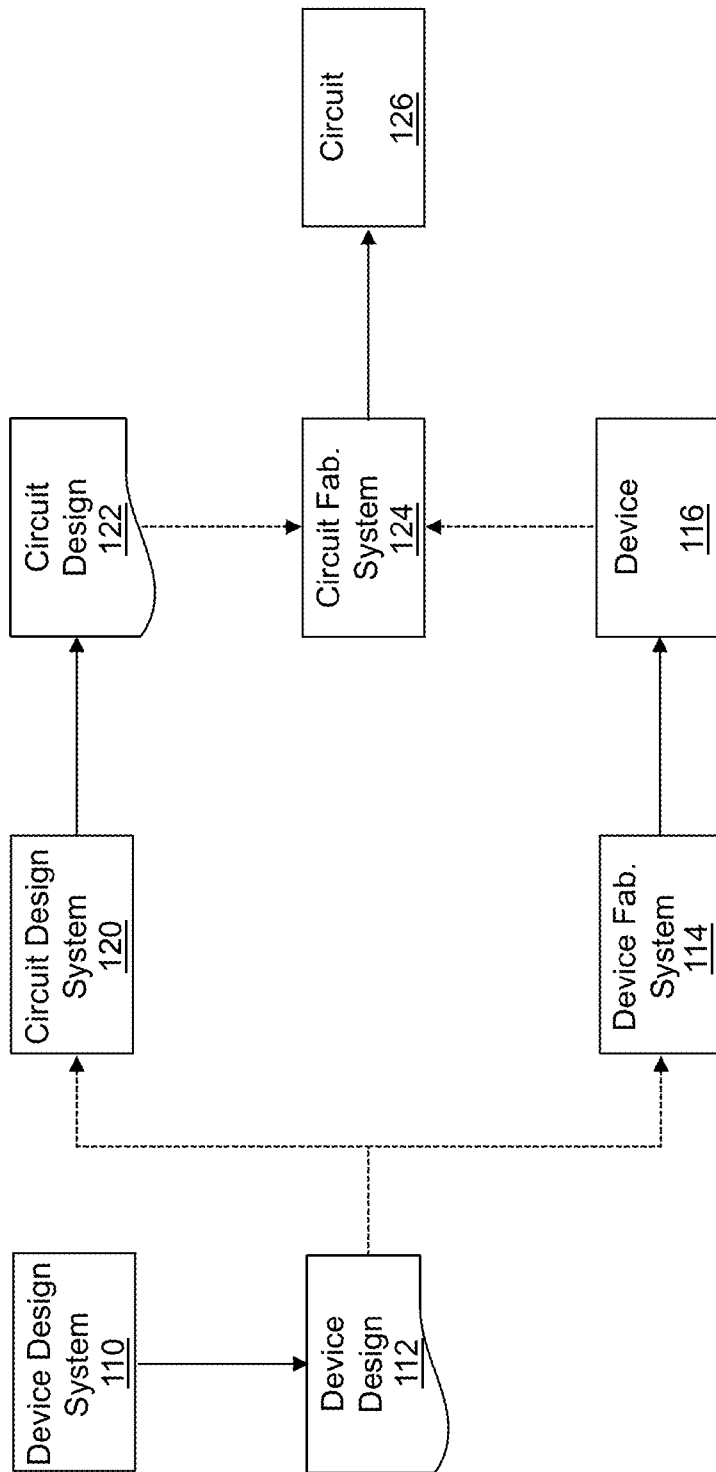 Device Design
System
110
Device
Design
112
Circuit Design
System
120
Device Fab.
System
114
Circuit
Design
122
Circuit Fab.
System
124
Device
116
Circuit
126